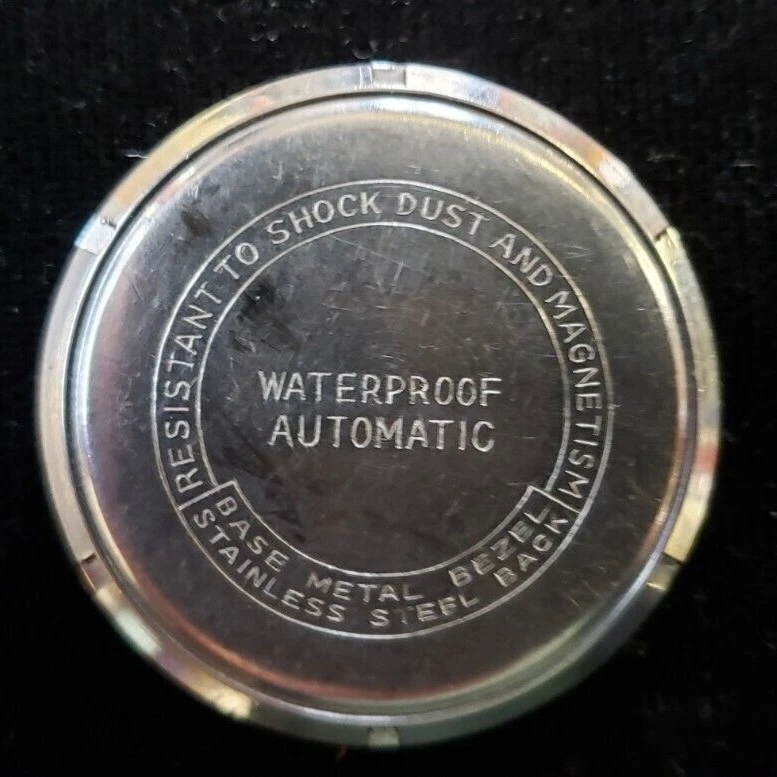 RESISTANT TO SHOCK DUST AND MAGNETISM
WATERPROOF
AUTOMATIC
BASE METAL BEZEL
STAINLESS STEEL BACK